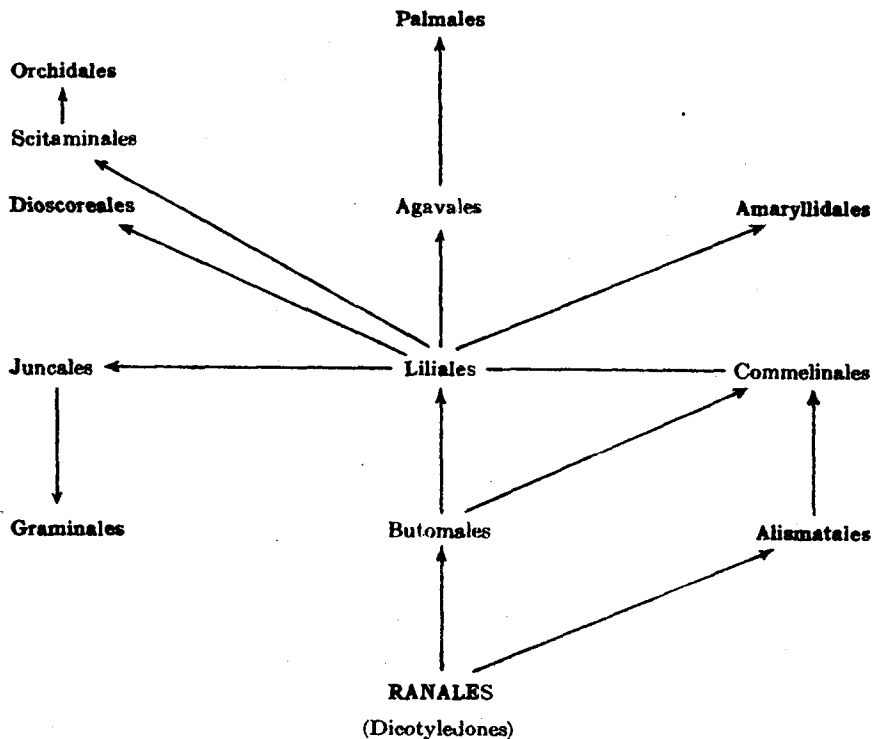 Palmales
Orchidales
Scitaminales
Dioscoreales
Agavales
Amaryllidales
Juncales
Liliales
Commelinales
Graminales
Butomales
Alismatales
RANALES
(Dicotyledones)